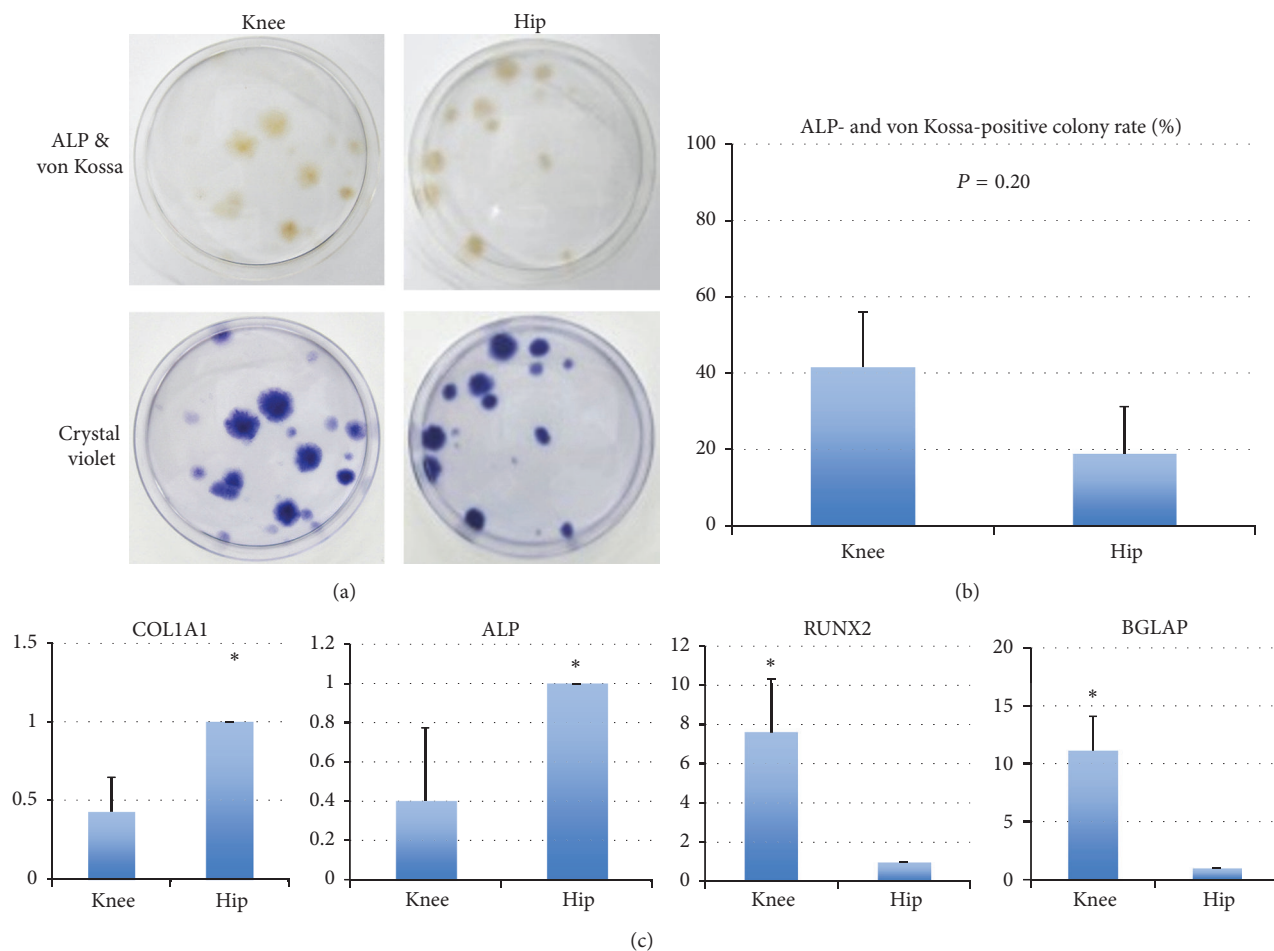 Knee
Hip
ALP &
von Kossa
Crystal
violet
(a)
ALP- and von Kossa-positive colony rate (%)
P = 0.20
100
80
60
40
20
0
Knee
Hip
(b)
COL1A1
1.5
1
0.5
0
*
Knee
Hip
ALP
1.2
1
0.8
0.6
0.4
0.2
0
*
Knee
Hip
RUNX2
12
10
8
6
4
2
0
*
Knee
Hip
BGLAP
20
15
10
5
0
*
Knee
Hip
(c)